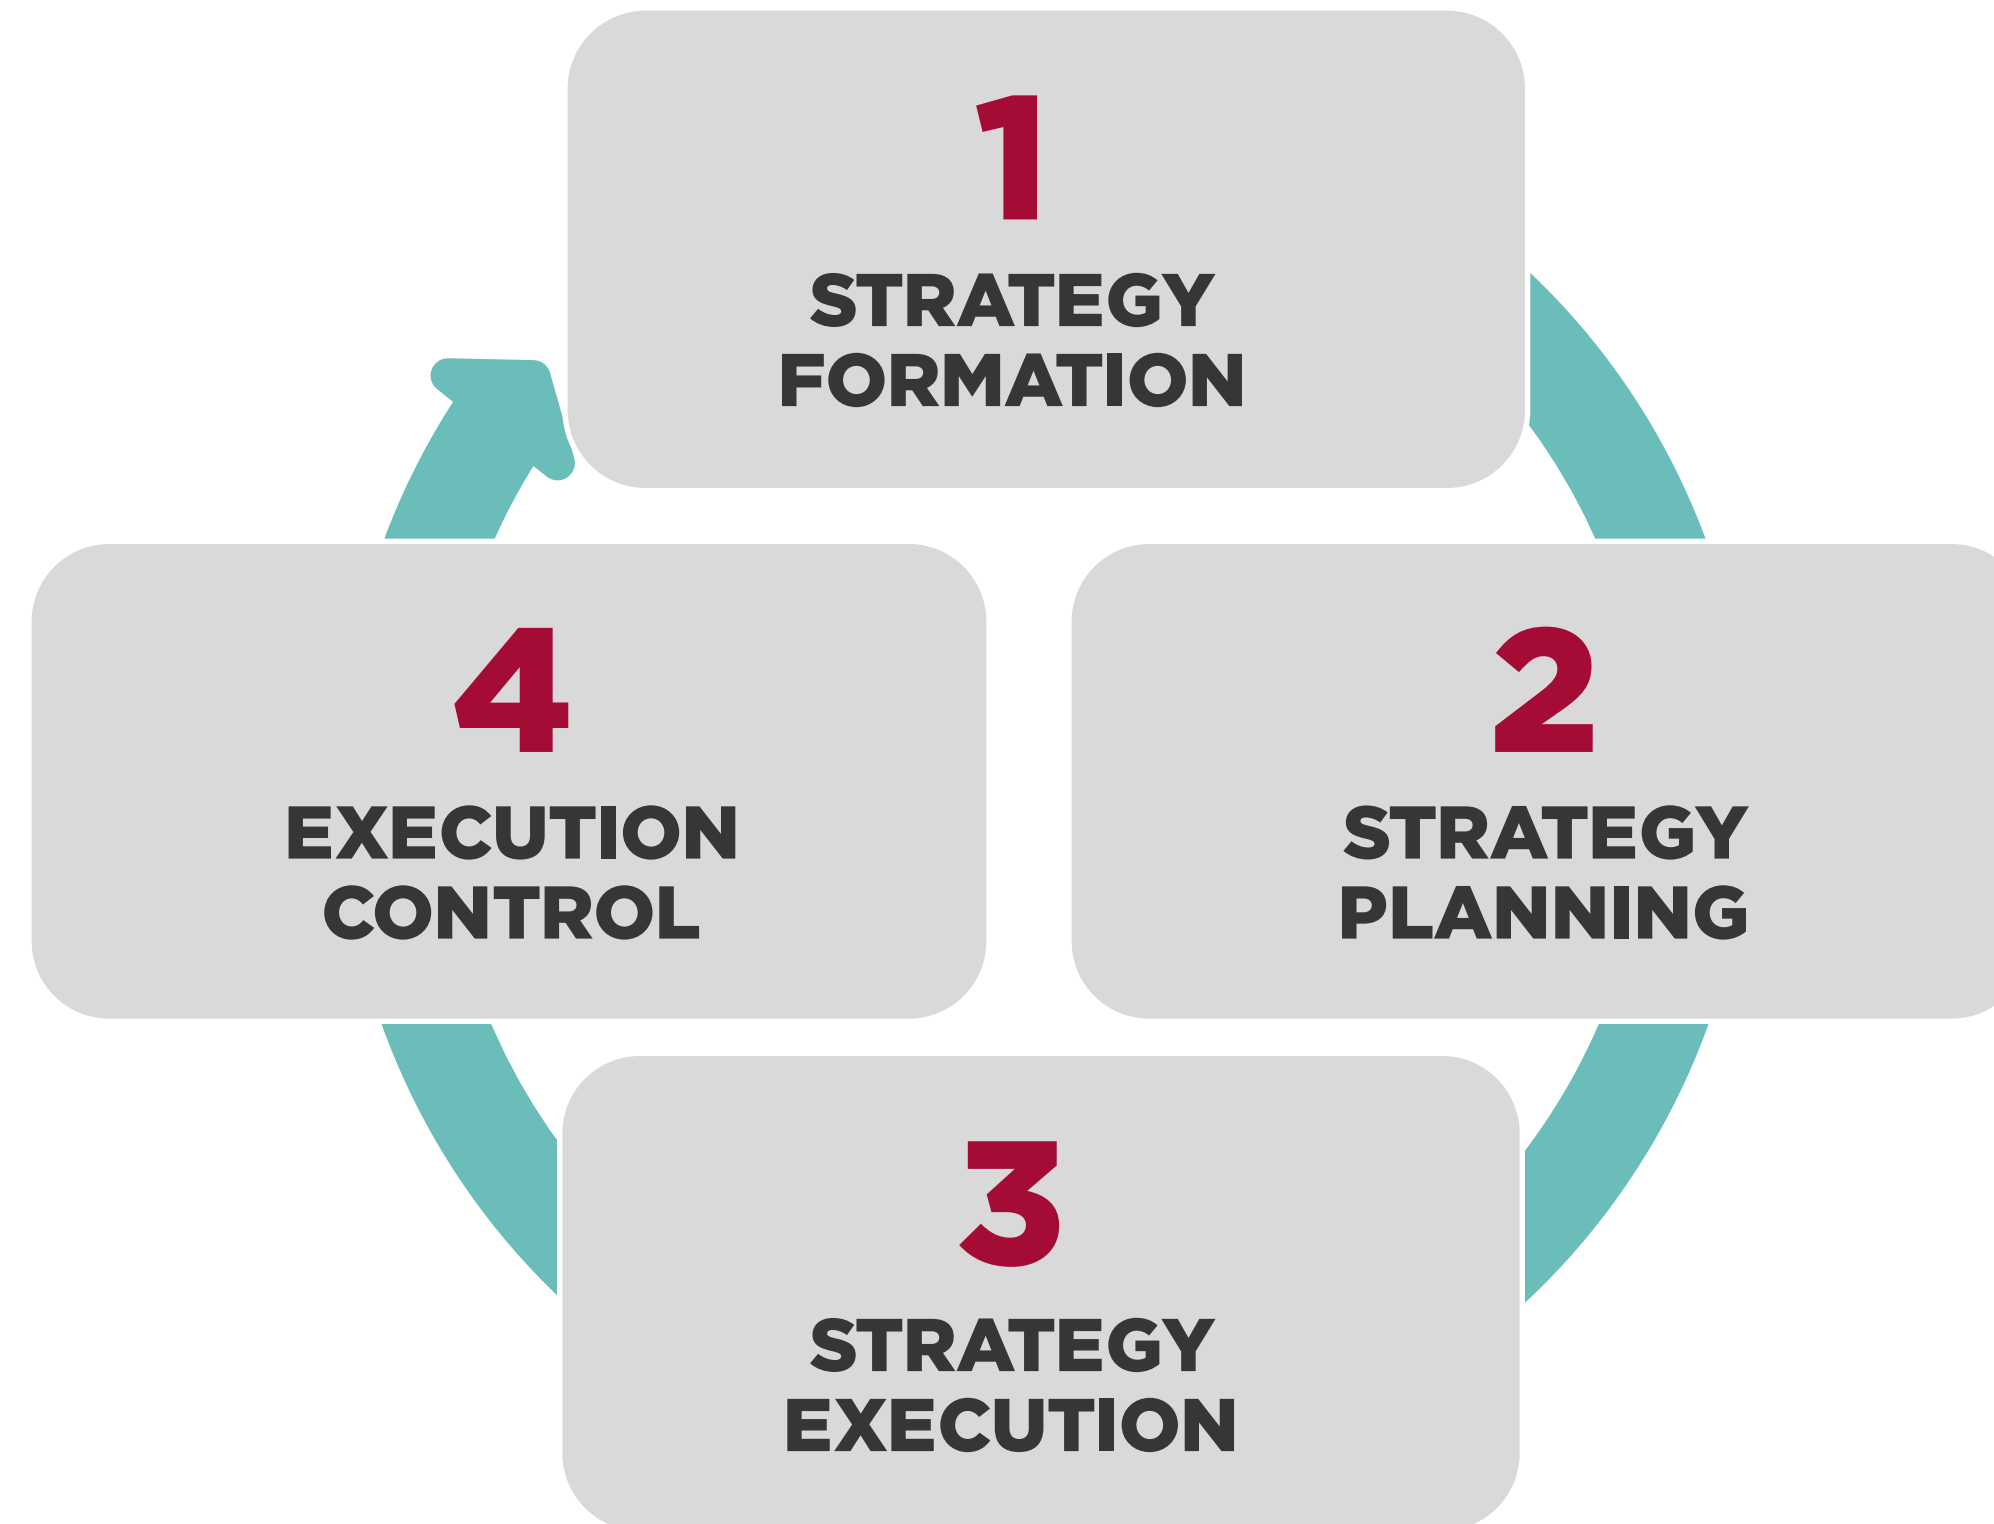 1
STRATEGY
FORMATION
2
STRATEGY
PLANNING
3
STRATEGY
EXECUTION
4
EXECUTION
CONTROL